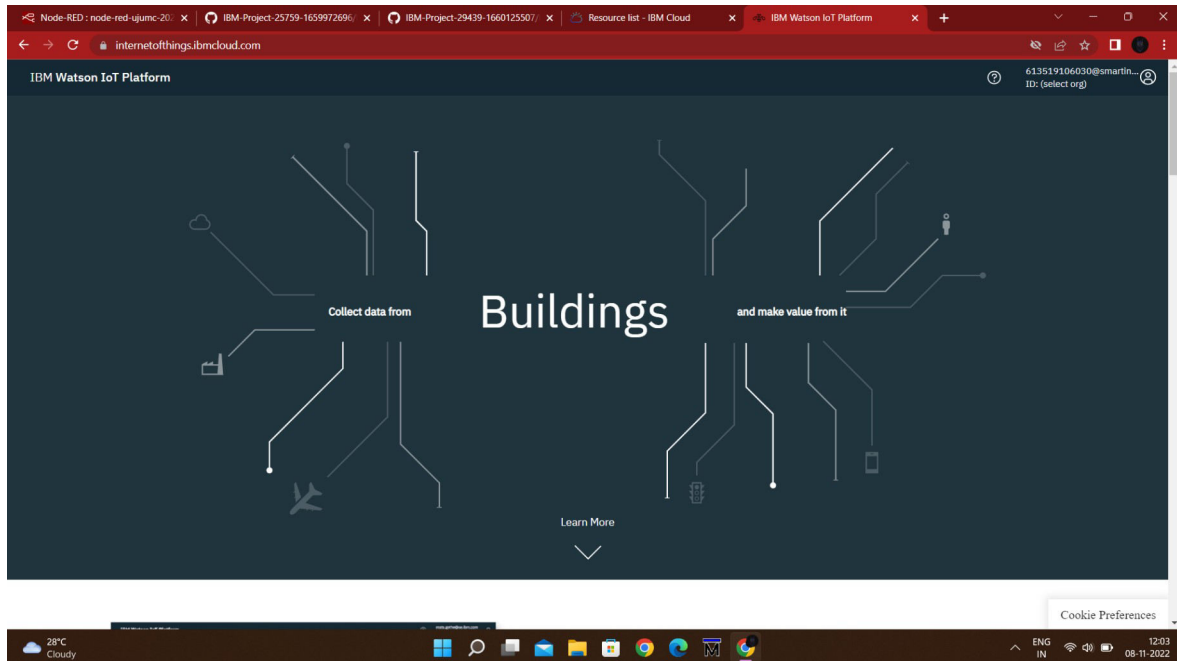 Node-RED : node-red-ujumc-202
IBM-Project-25759-1659972696/
IBM-Project-29439-1660125507/
Resource list - IBM Cloud
IBM Watson IoT Platform
internetofthings.ibmcloud.com
IBM Watson IoT Platform
613519106030@smartin...
ID: (select org)
Collect data from
Buildings
and make value from it
Learn More
Cookie Preferences
28°C
Cloudy
ENG
IN
12:03
08-11-2022